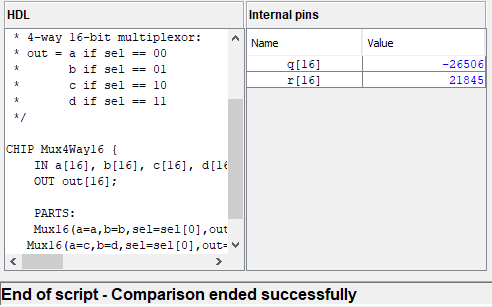 HDL
* 4-way 16-bit multiplexor:
* out = a if sel == 00
*       b if sel == 01
*       c if sel == 10
*       d if sel == 11
*/
CHIP Mux4Way16 {
IN a[16], b[16], c[16], d[16
OUT out[16];
PARTS:
Mux16(a=a,b=b,sel=sel[0],out
Mux16(a=c,b=d,sel=sel[0],out=
Internal pins
Name Value
q[16] -26506
r[16] 21845
End of script - Comparison ended successfully